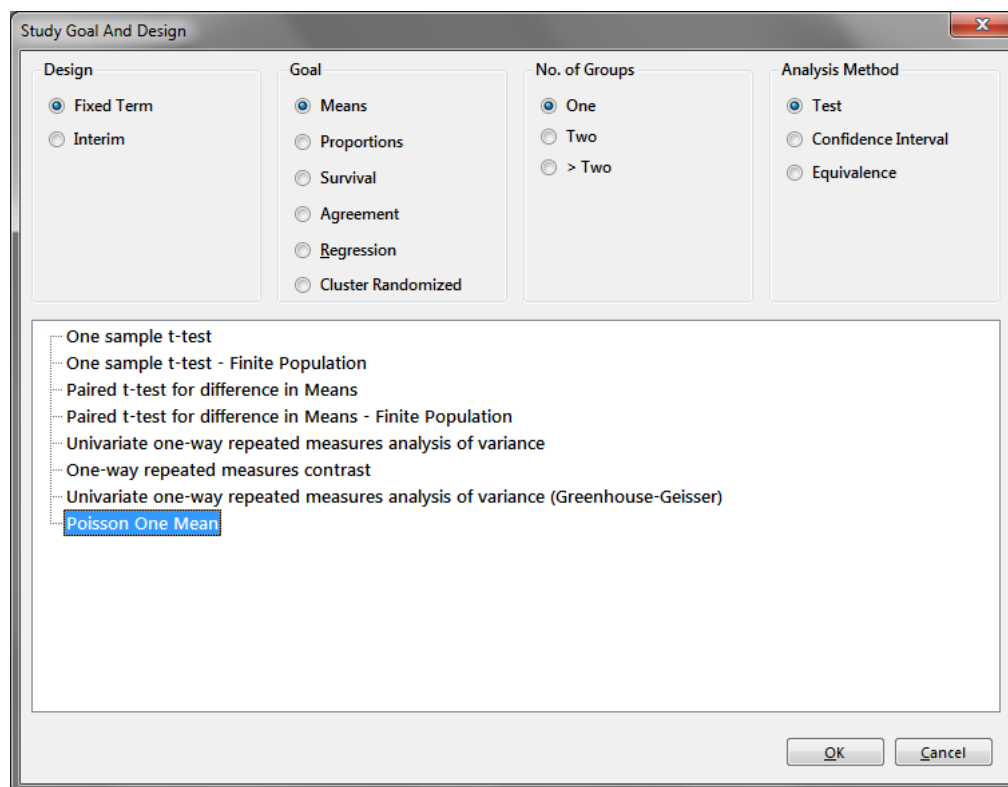 Study Goal And Design
Design
Fixed Term
Interim
Goal
Means
Proportions
Survival
Agreement
Regression
Cluster Randomized
No. of Groups
One
Two
> Two
Analysis Method
Test
Confidence Interval
Equivalence
One sample t-test
One sample t-test - Finite Population
Paired t-test for difference in Means
Paired t-test for difference in Means - Finite Population
Univariate one-way repeated measures analysis of variance
One-way repeated measures contrast
Univariate one-way repeated measures analysis of variance (Greenhouse-Geisser)
Poisson One Mean
OK
Cancel